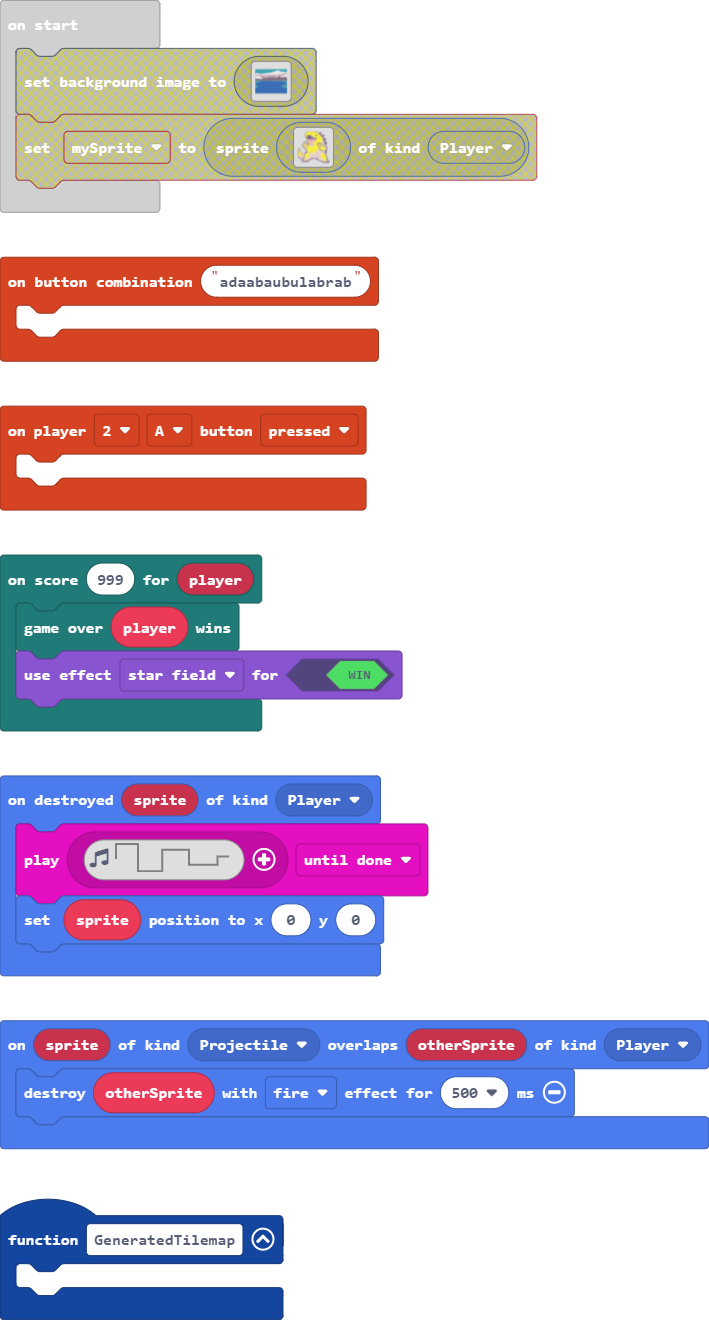 on start
set background image to
set mySprite to sprite of kind Player
on button combination "adaabaubulabrab"
on player 2 A button pressed
on score 999 for player
game over player wins
use effect star field for WIN
on destroyed sprite of kind Player
play until done
set sprite position to x 0 y 0
on sprite of kind Projectile overlaps otherSprite of kind Player
destroy otherSprite with fire effect for 500 ms
function GeneratedTilemap